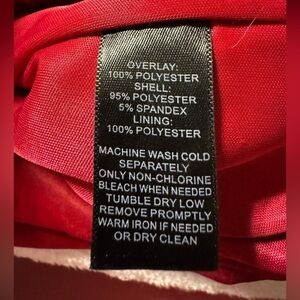 OVERLAY:
100% POLYESTER
SHELL:
95% POLYESTER
5% SPANDEX
LINING:
100% POLYESTER
MACHINE WASH COLD
SEPARATELY
ONLY NON-CHLORINE
BLEACH WHEN NEEDED
TUMBLE DRY LOW
REMOVE PROMPTLY
WARM IRON IF NEEDED
OR DRY CLEAN